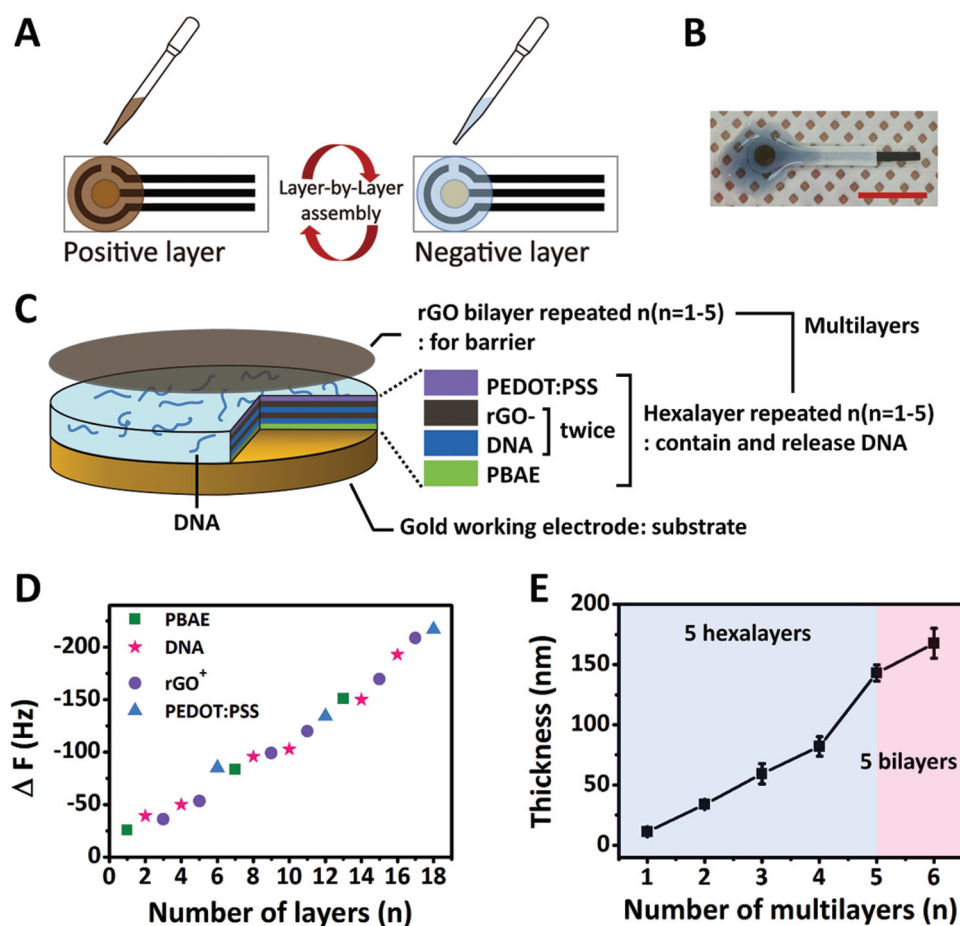 A
B
Layer-by-Layer
assembly
Positive layer
Negative layer
C
rGO bilayer repeated n(n=1-5)
: for barrier
Multilayers
PEDOT:PSS
rGO-
DNA
twice
PBAE
Hexalayer repeated n(n=1-5)
: contain and release DNA
DNA
Gold working electrode: substrate
D
PBAE
DNA
rGO⁺
PEDOT:PSS
Δ F (Hz)
-200
-150
-100
-50
0
0 2 4 6 8 10 12 14 16 18
Number of layers (n)
E
5 hexalayers
5 bilayers
Thickness (nm)
200
150
100
50
0
1 2 3 4 5 6
Number of multilayers (n)